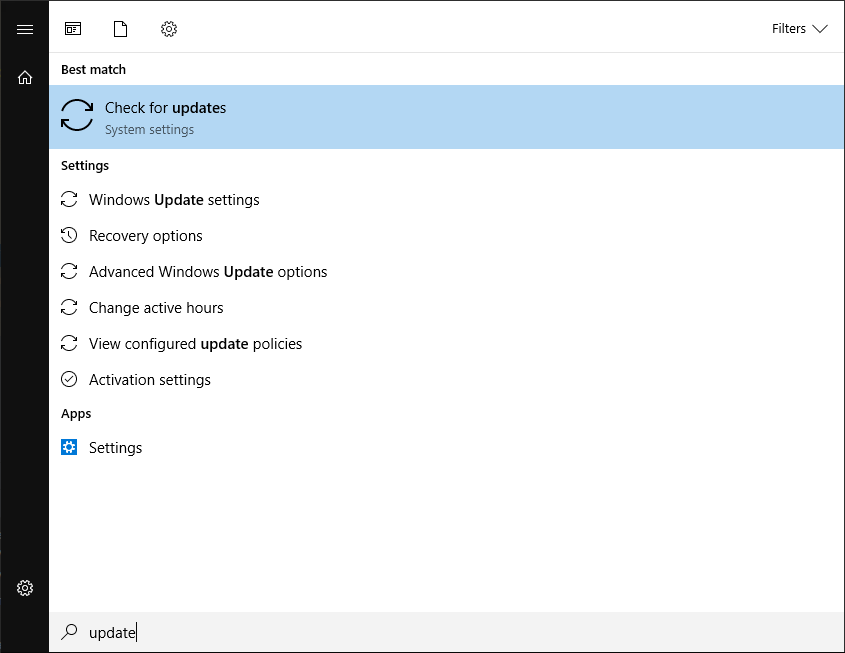 Filters
Best match
Check for updates
System settings
Settings
Windows Update settings
Recovery options
Advanced Windows Update options
Change active hours
View configured update policies
Activation settings
Apps
Settings
update